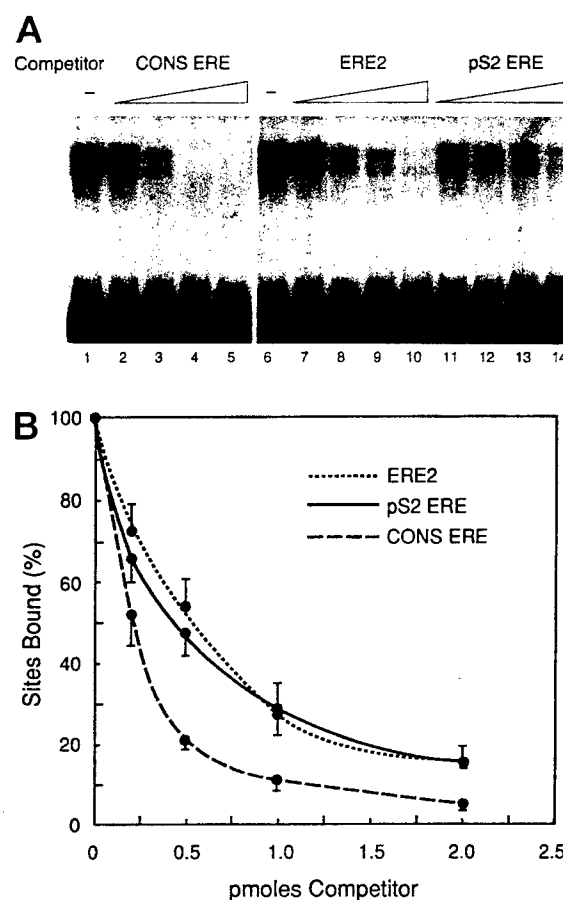 A
Competitor CONS ERE ERE2 pS2 ERE
– –
1 2 3 4 5 6 7 8 9 10 11 12 13 14
B
100
80
60
40
20
0
Sites Bound (%)
ERE2
pS2 ERE
CONS ERE
0 0.5 1.0 1.5 2.0 2.5
pmoles Competitor